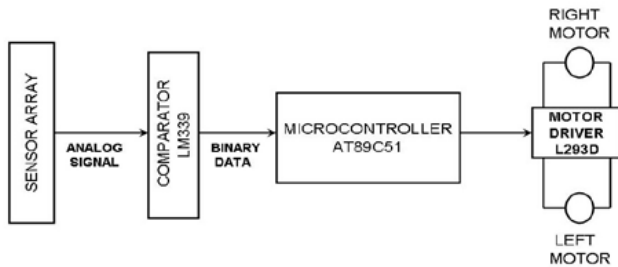 SENSOR ARRAY
ANALOG
SIGNAL
COMPARATOR
LM339
BINARY
DATA
MICROCONTROLLER
AT89C51
RIGHT
MOTOR
MOTOR
DRIVER
L293D
LEFT
MOTOR